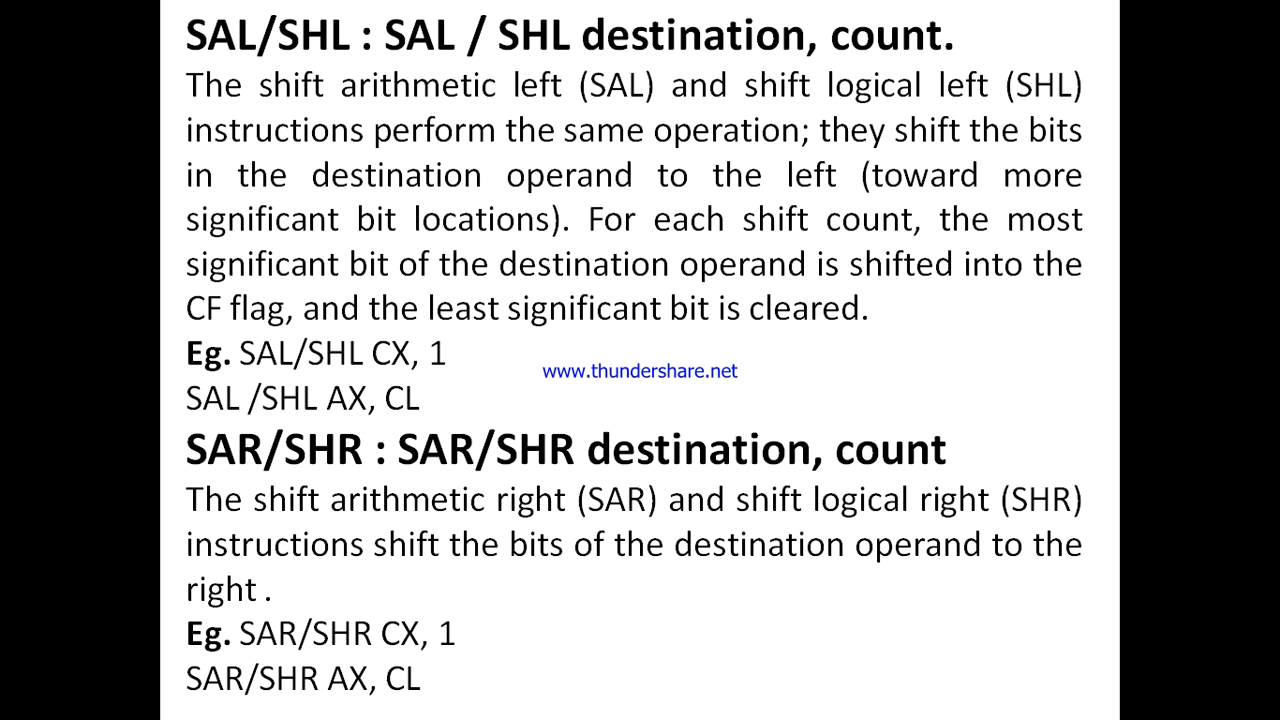 SAL/SHL : SAL / SHL destination, count.
The shift arithmetic left (SAL) and shift logical left (SHL)
instructions perform the same operation; they shift the bits
in the destination operand to the left (toward more
significant bit locations). For each shift count, the most
significant bit of the destination operand is shifted into the
CF flag, and the least significant bit is cleared.
Eg. SAL/SHL CX, 1
www.thundershare.net
SAL /SHL AX, CL
SAR/SHR : SAR/SHR destination, count
The shift arithmetic right (SAR) and shift logical right (SHR)
instructions shift the bits of the destination operand to the
right .
Eg. SAR/SHR CX, 1
SAR/SHR AX, CL